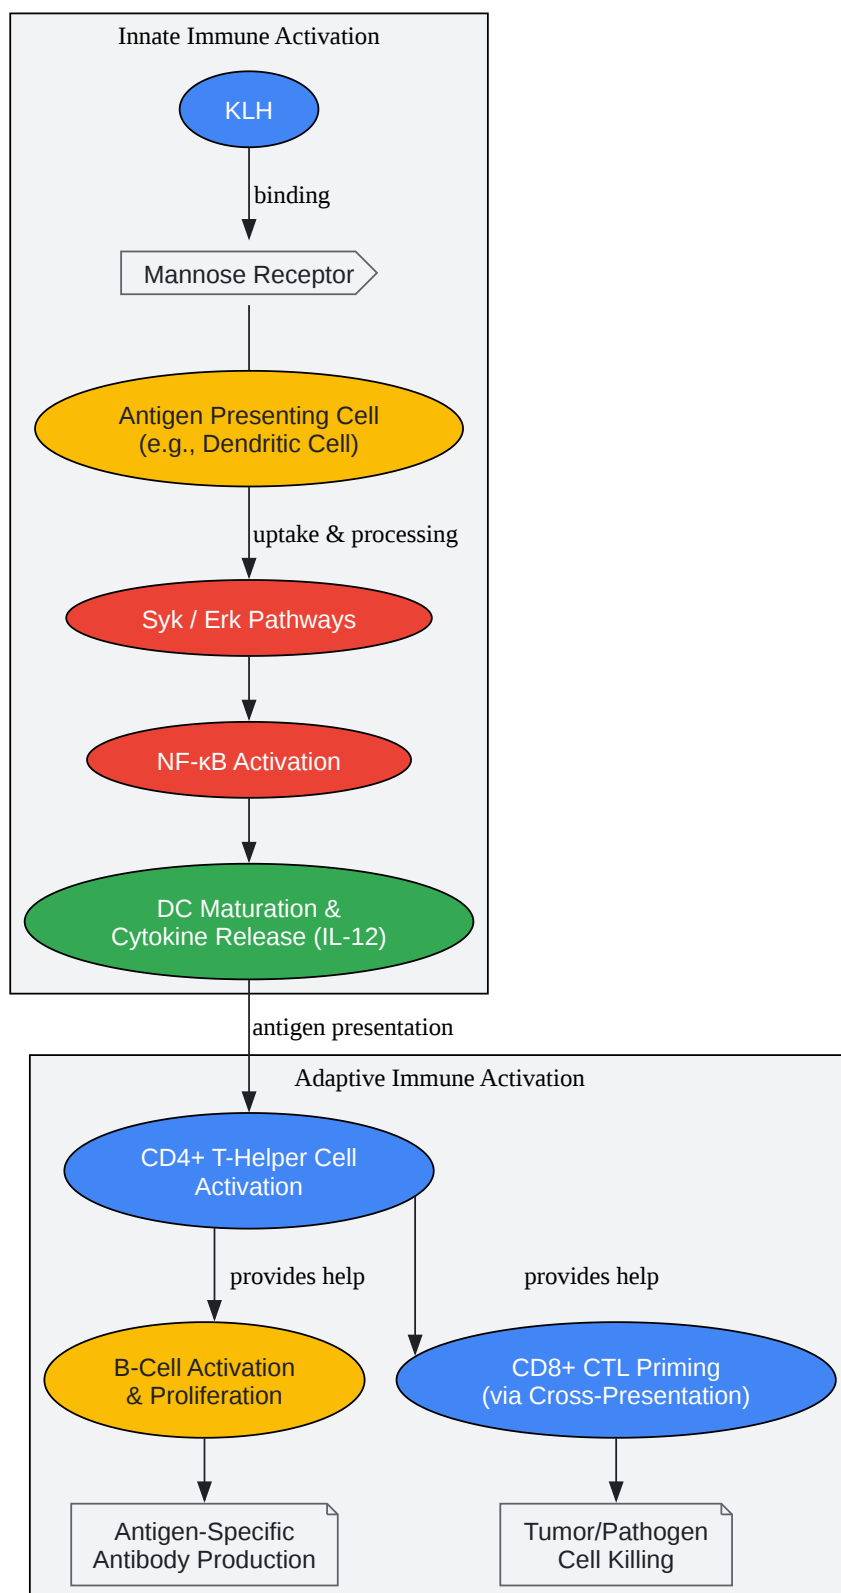 Innate Immune Activation
KLH
binding
Mannose Receptor
Antigen Presenting Cell
(e.g., Dendritic Cell)
uptake & processing
Syk / Erk Pathways
NF-κB Activation
DC Maturation &
Cytokine Release (IL-12)
antigen presentation
Adaptive Immune Activation
CD4+ T-Helper Cell
Activation
provides help
provides help
B-Cell Activation
& Proliferation
CD8+ CTL Priming
(via Cross-Presentation)
Antigen-Specific
Antibody Production
Tumor/Pathogen
Cell Killing